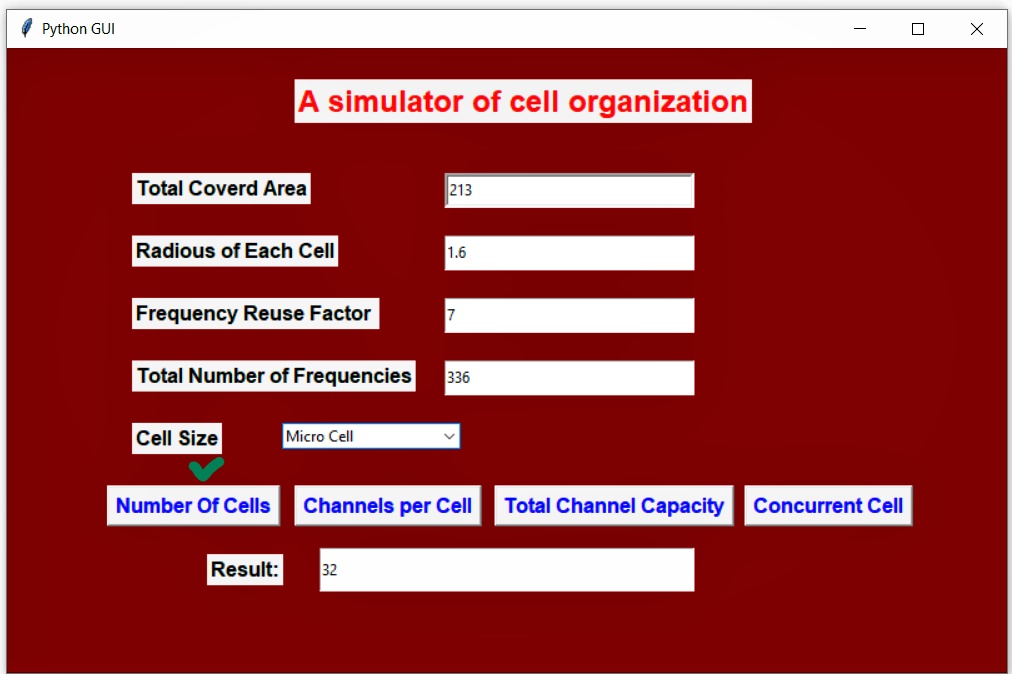 Python GUI
A simulator of cell organization
Total Coverd Area 213
Radious of Each Cell 1.6
Frequency Reuse Factor 7
Total Number of Frequencies 336
Cell Size Micro Cell
Number Of Cells Channels per Cell Total Channel Capacity Concurrent Cell
Result: 32